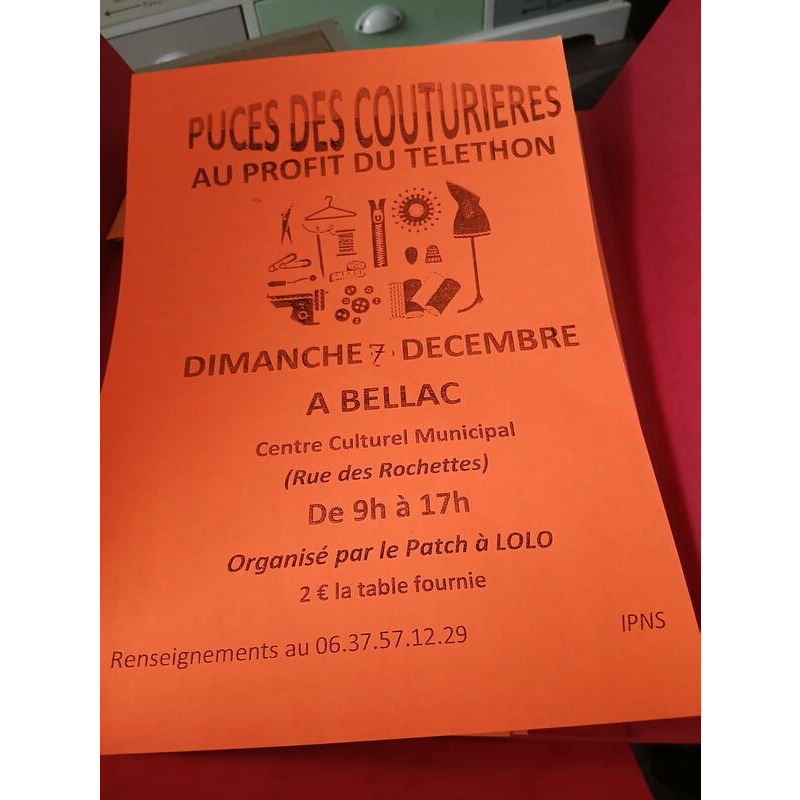 PUCES DES COUTURIERES
AU PROFIT DU TELETHON
DIMANCHE 7 DECEMBRE
A BELLAC
Centre Culturel Municipal
(Rue des Rochettes)
De 9h à 17h
Organisé par le Patch à LOLO
2 € la table fournie
Renseignements au 06.37.57.12.29
IPNS